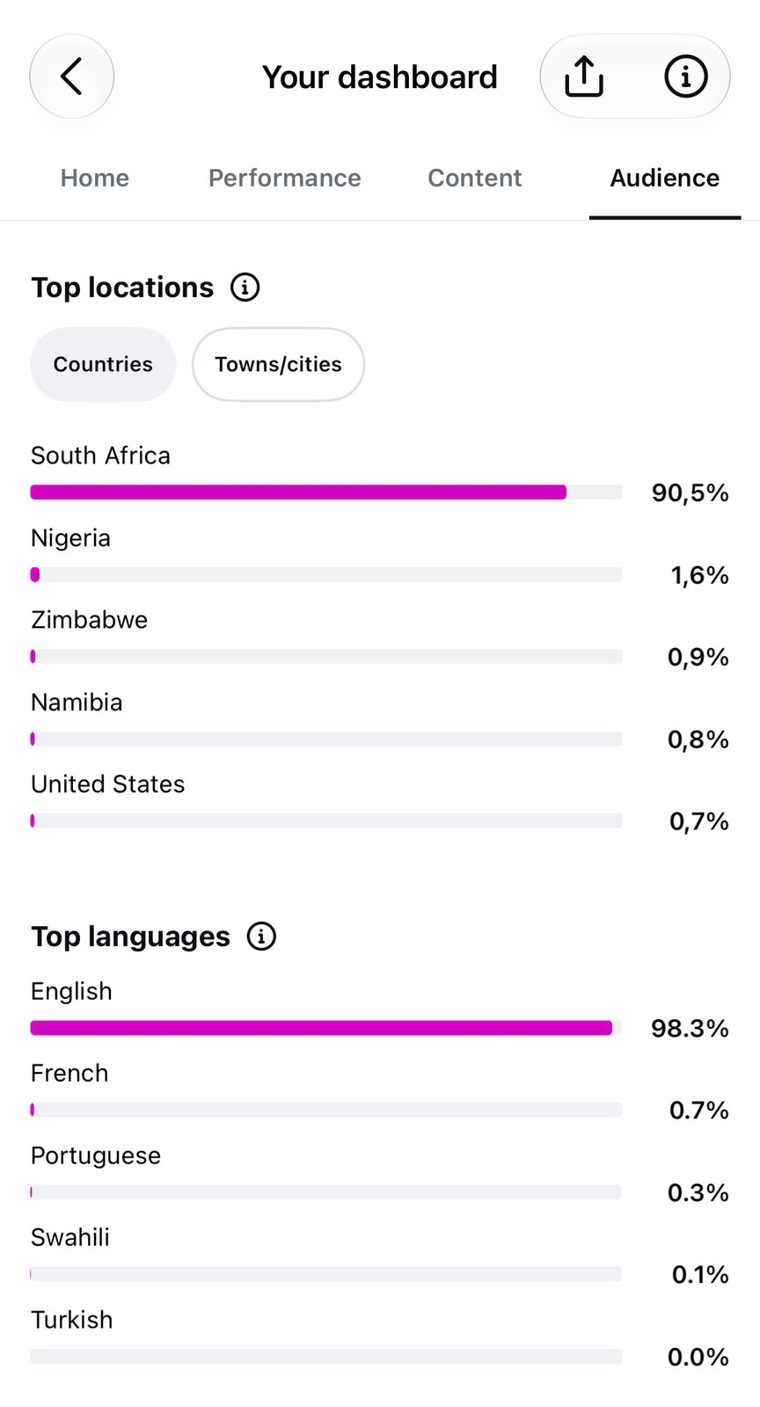 Your dashboard
Home Performance Content Audience
Top locations
Countries Towns/cities
South Africa
90,5%
Nigeria
1,6%
Zimbabwe
0,9%
Namibia
0,8%
United States
0,7%
Top languages
English
98.3%
French
0.7%
Portuguese
0.3%
Swahili
0.1%
Turkish
0.0%